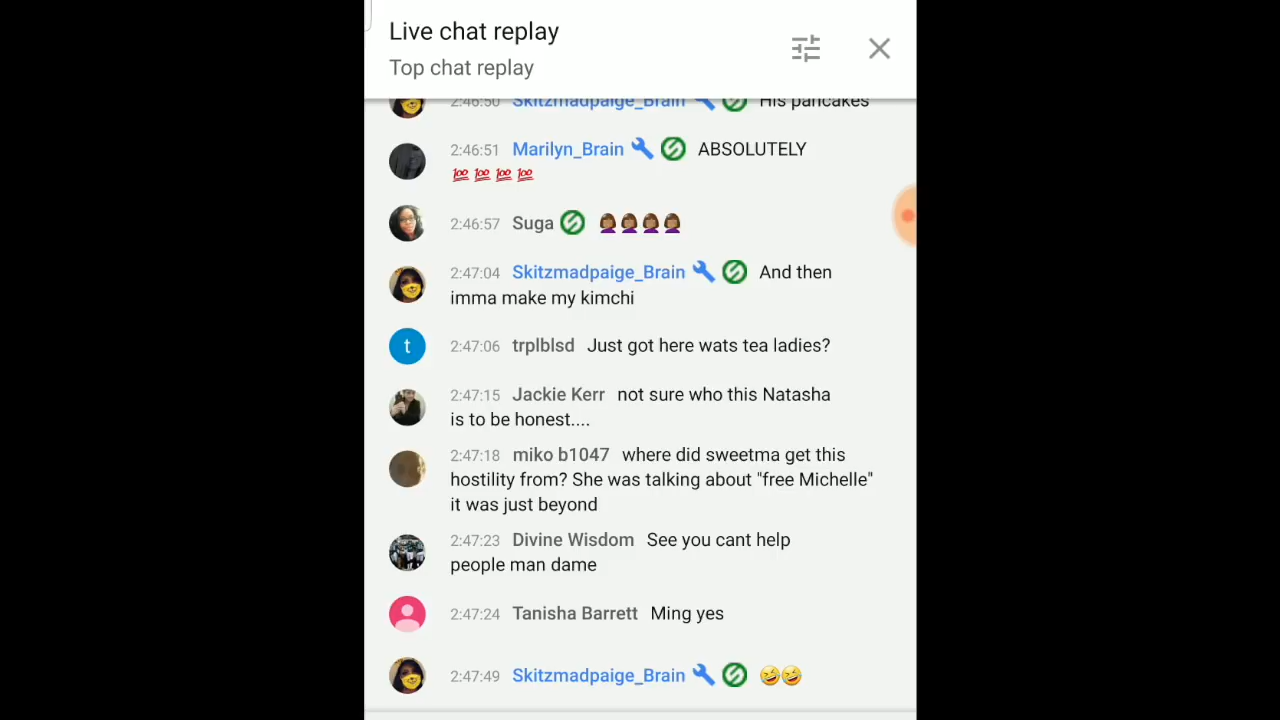 Live chat replay
Top chat replay
2:46:50 Skitzmadpaige_Brain His pancakes
2:46:51 Marilyn_Brain ABSOLUTELY
💯 💯 💯 💯
2:46:57 Suga 🤦🏽‍♀️🤦🏽‍♀️🤦🏽‍♀️🤦🏽‍♀️
2:47:04 Skitzmadpaige_Brain And then
imma make my kimchi
t
2:47:06 trplblsd Just got here wats tea ladies?
2:47:15 Jackie Kerr not sure who this Natasha
is to be honest....
2:47:18 miko b1047 where did sweetma get this
hostility from? She was talking about "free Michelle"
it was just beyond
2:47:23 Divine Wisdom See you cant help
people man dame
2:47:24 Tanisha Barrett Ming yes
2:47:49 Skitzmadpaige_Brain 🤣🤣